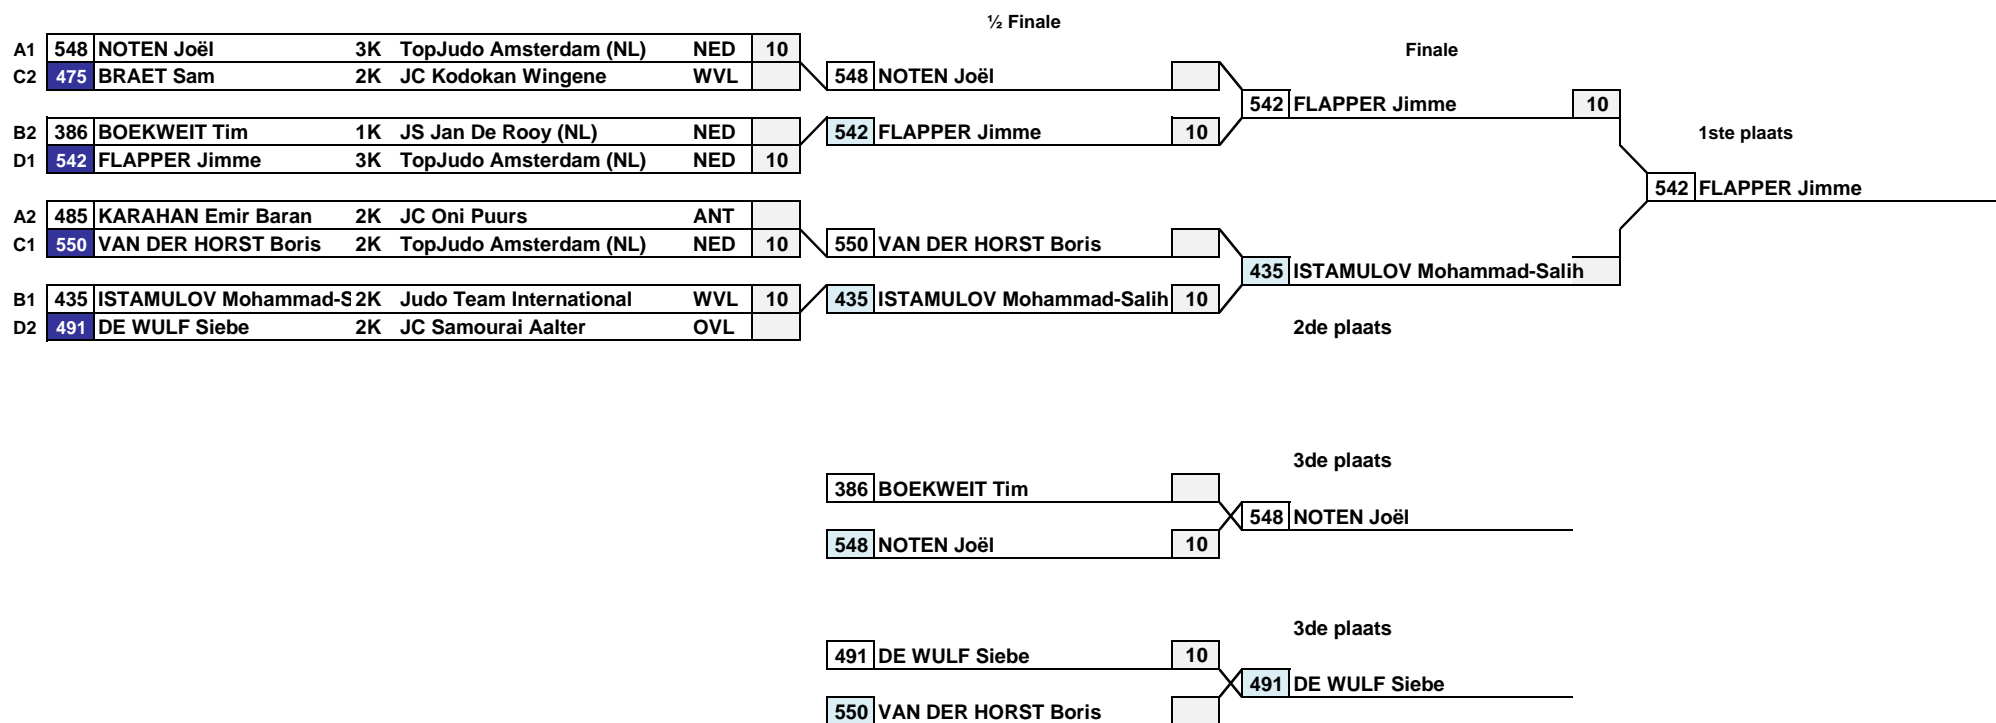 ½ Finale
A1 548 NOTEN Joël 3K TopJudo Amsterdam (NL) NED 10
Finale
C2 475 BRAET Sam 2K JC Kodokan Wingene WVL
548 NOTEN Joël
542 FLAPPER Jimme 10
B2 386 BOEKWEIT Tim 1K JS Jan De Rooy (NL) NED
542 FLAPPER Jimme 10
1ste plaats
D1 542 FLAPPER Jimme 3K TopJudo Amsterdam (NL) NED 10
542 FLAPPER Jimme
A2 485 KARAHAN Emir Baran 2K JC Oni Puurs ANT
C1 550 VAN DER HORST Boris 2K TopJudo Amsterdam (NL) NED 10
550 VAN DER HORST Boris
435 ISTAMULOV Mohammad-Salih
B1 435 ISTAMULOV Mohammad-S 2K Judo Team International WVL 10
435 ISTAMULOV Mohammad-Salih 10
D2 491 DE WULF Siebe 2K JC Samourai Aalter OVL
2de plaats
3de plaats
386 BOEKWEIT Tim
548 NOTEN Joël
548 NOTEN Joël 10
3de plaats
491 DE WULF Siebe 10
491 DE WULF Siebe
550 VAN DER HORST Boris